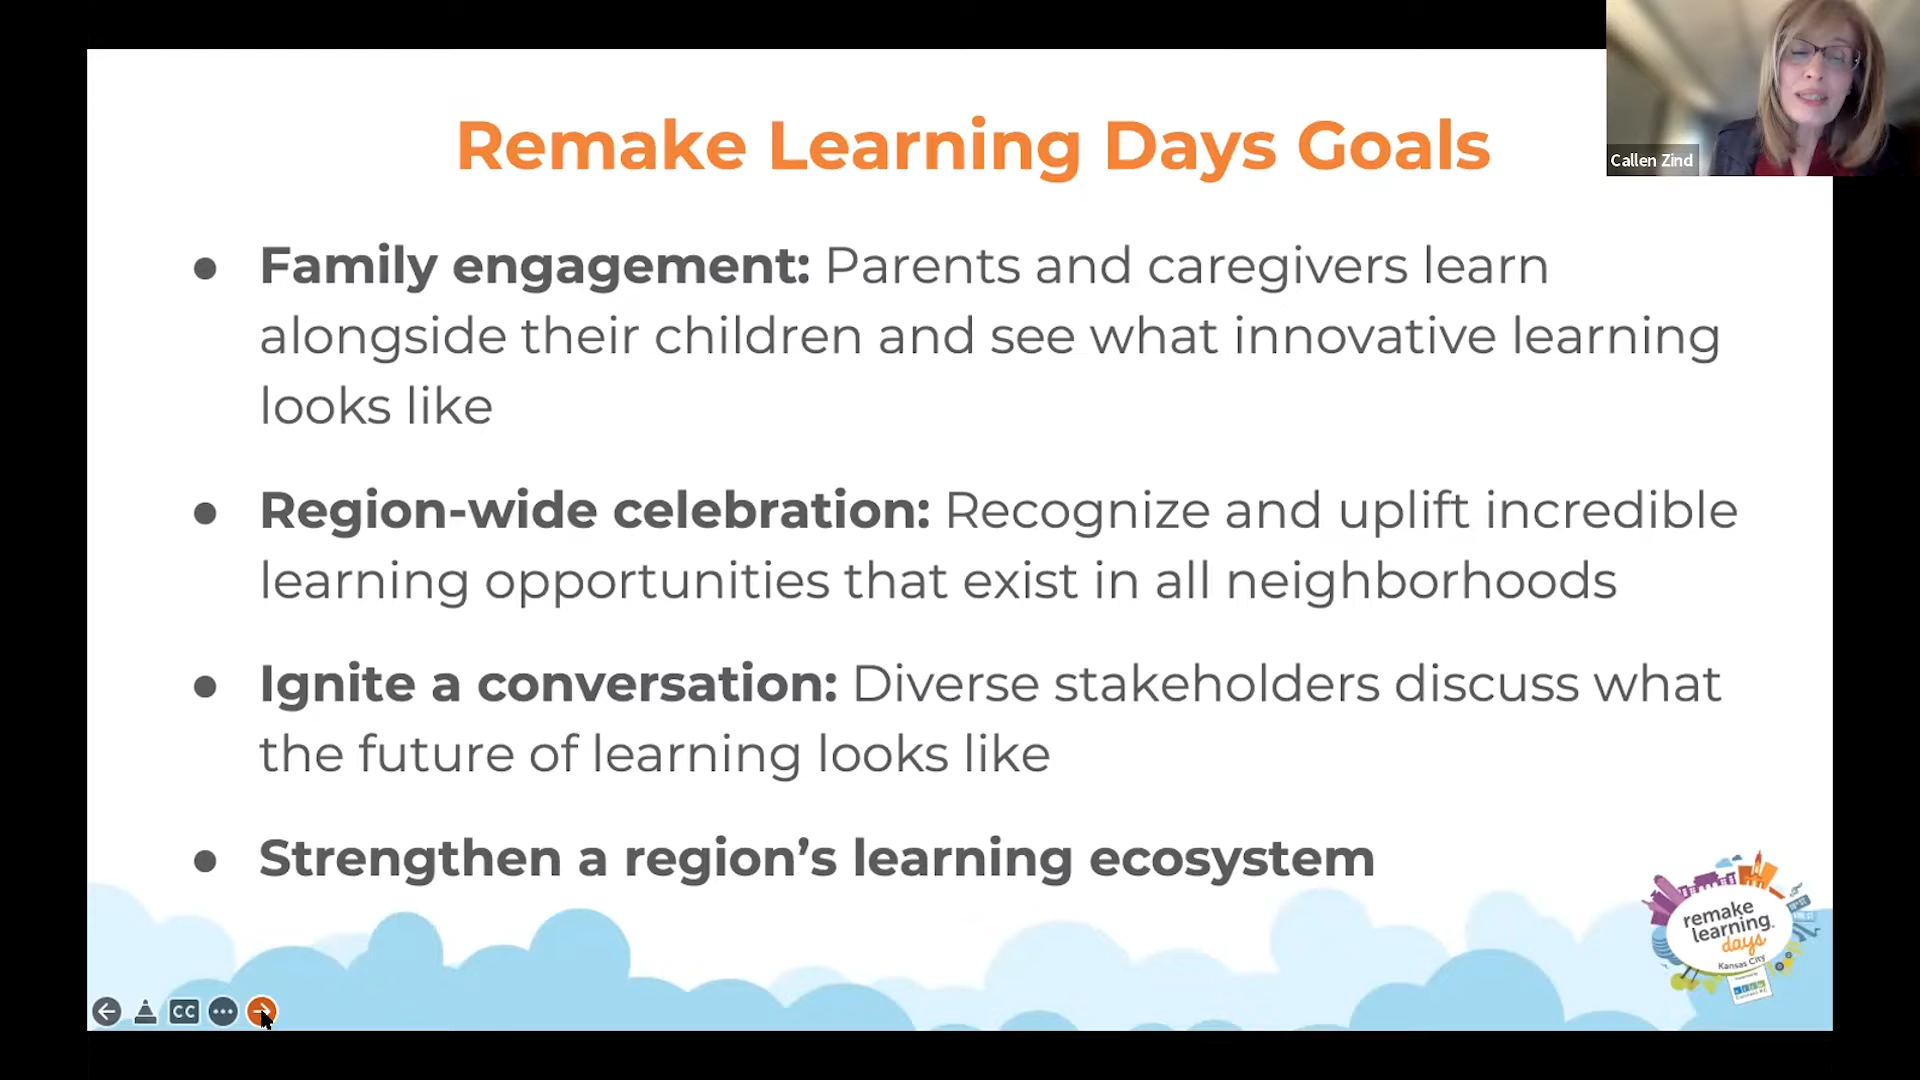 Remake Learning Days Goals
Callen Zind
● Family engagement: Parents and caregivers learn
alongside their children and see what innovative learning
looks like
● Region-wide celebration: Recognize and uplift incredible
learning opportunities that exist in all neighborhoods
● Ignite a conversation: Diverse stakeholders discuss what
the future of learning looks like
● Strengthen a region’s learning ecosystem
remake
learning
days
Kansas City
CC